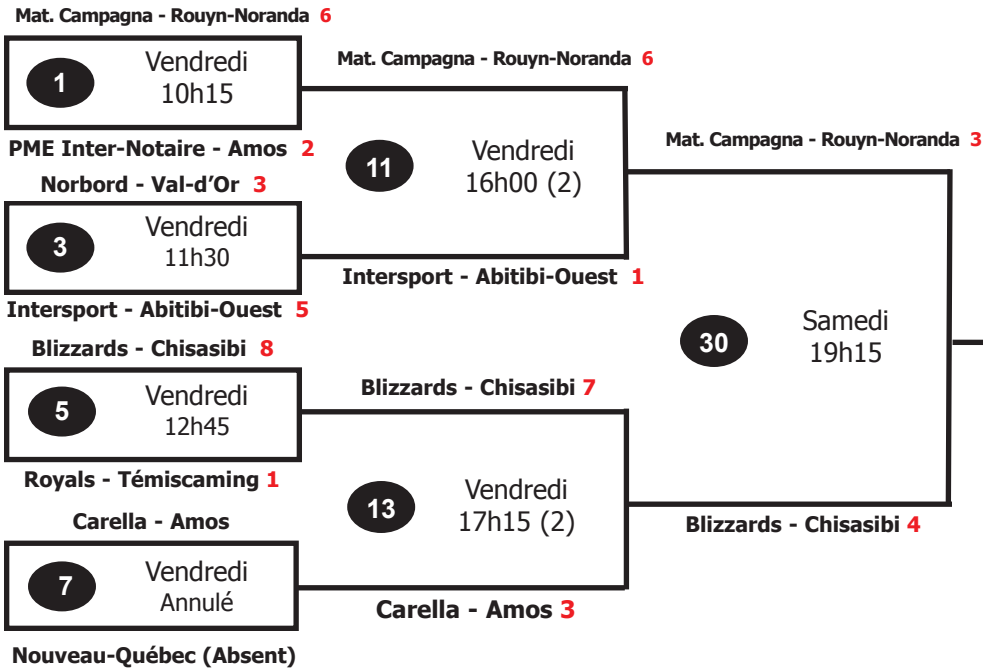 Mat. Campagna - Rouyn-Noranda 6
1
Vendredi
10h15
PME Inter-Notaire - Amos 2
Norbord - Val-d'Or 3
3
Vendredi
11h30
Intersport - Abitibi-Ouest 5
Blizzards - Chisasibi 8
5
Vendredi
12h45
Royals - Témiscaming 1
Carella - Amos
7
Vendredi
Annulé
Nouveau-Québec (Absent)
Mat. Campagna - Rouyn-Noranda 6
11
Vendredi
16h00 (2)
Intersport - Abitibi-Ouest 1
Blizzards - Chisasibi 7
13
Vendredi
17h15 (2)
Carella - Amos 3
Mat. Campagna - Rouyn-Noranda 3
30
Samedi
19h15
Blizzards - Chisasibi 4